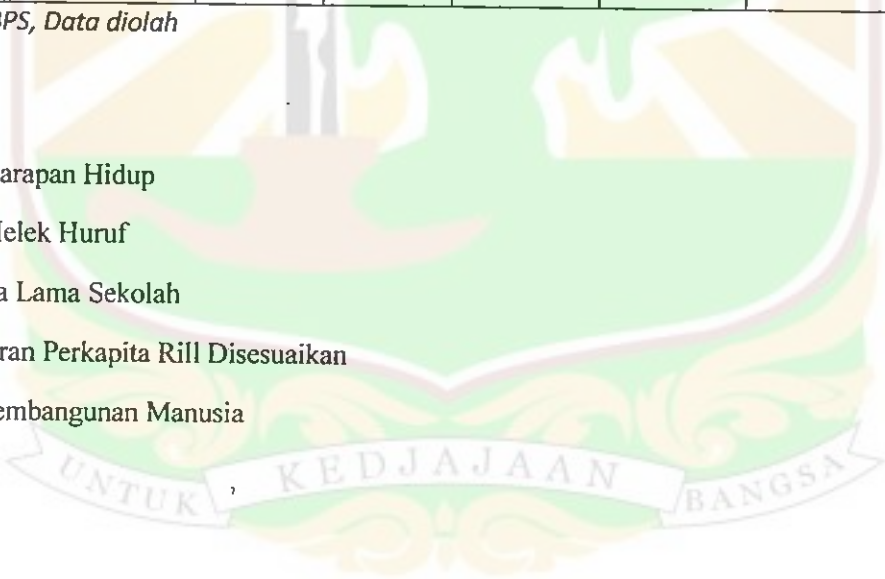 BPS, Data diolah
arapan Hidup
Melek Huruf
a Lama Sekolah
ran Perkapita Rill Disesuaikan
embangunan Manusia
UNTUK KEDJAJAAN BANGSA